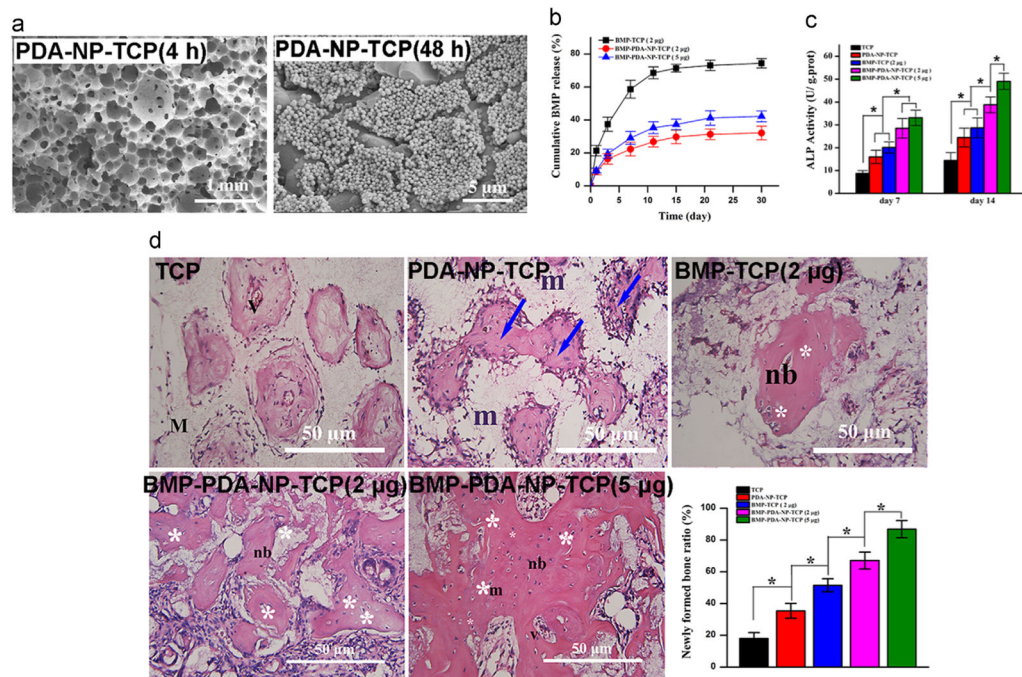 a
PDA-NP-TCP(4 h)
1 mm
PDA-NP-TCP(48 h)
5 µm
b
BMP-TCP ( 2 µg)
BMP-PDA-NP-TCP ( 2 µg)
BMP-PDA-NP-TCP ( 5 µg)
Cumulative BMP release (%)
80
60
40
20
0
0 5 10 15 20 25 30
Time (day)
c
TCP
PDA-NP-TCP
BMP-TCP (2 µg)
BMP-PDA-NP-TCP (2 µg)
BMP-PDA-NP-TCP (5 µg)
ALP Activity (U/ g.prot)
60
50
40
30
20
10
0
* * * * *
day 7 day 14
d
TCP
V
M
50 µm
PDA-NP-TCP
m
m
m
50 µm
BMP-TCP(2 µg)
*
nb
*
50 µm
BMP-PDA-NP-TCP(2 µg)
* *
nb
* * *
50 µm
BMP-PDA-NP-TCP(5 µg)
* * *
nb
*
m
*
v
50 µm
TCP
PDA-NP-TCP
BMP-TCP ( 2 µg)
BMP-PDA-NP-TCP (2 µg)
BMP-PDA-NP-TCP (5 µg)
Newly formed bone ratio (%)
100
80
60
40
20
0
* * * *